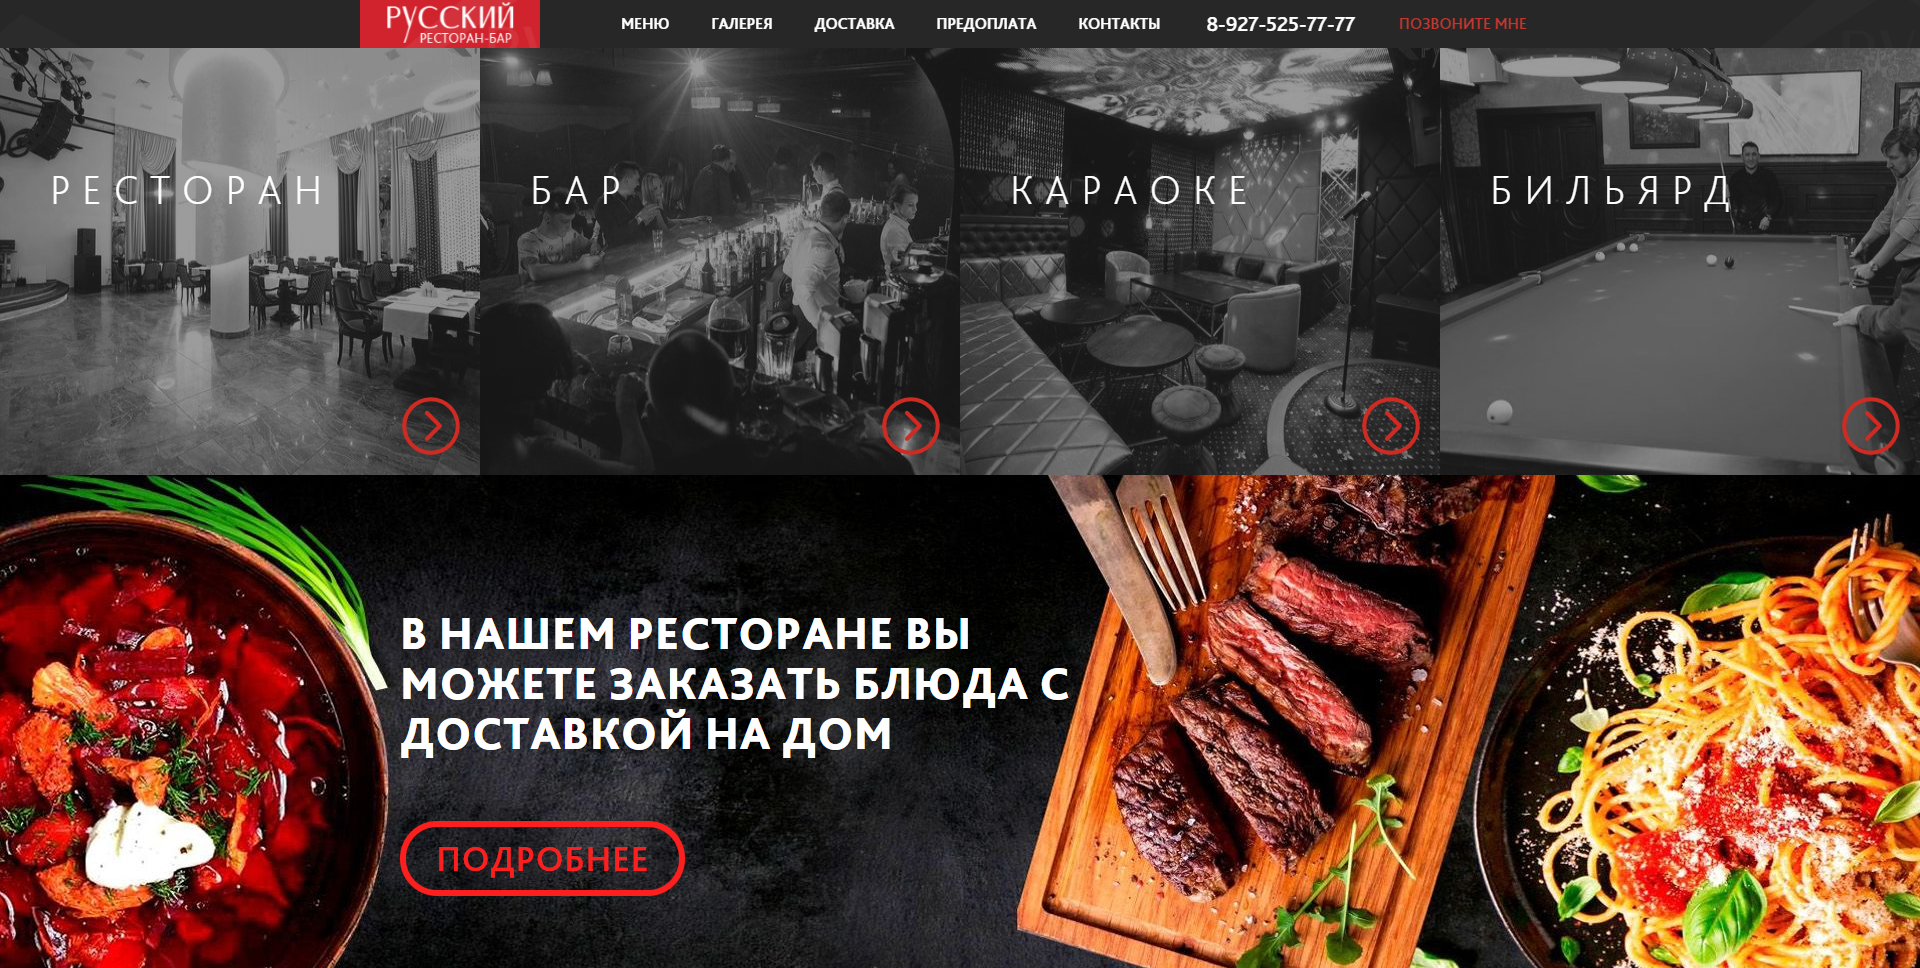 РУССКИЙ
РЕСТОРАН-БАР
МЕНЮ ГАЛЕРЕЯ ДОСТАВКА ПРЕДОПЛАТА КОНТАКТЫ 8-927-525-77-77 ПОЗВОНИТЕ МНЕ
РЕСТОРАН
БАР
КАРАОКЕ
БИЛЬЯРД
В НАШЕМ РЕСТОРАНЕ ВЫ
МОЖЕТЕ ЗАКАЗАТЬ БЛЮДА С
ДОСТАВКОЙ НА ДОМ
ПОДРОБНЕЕ